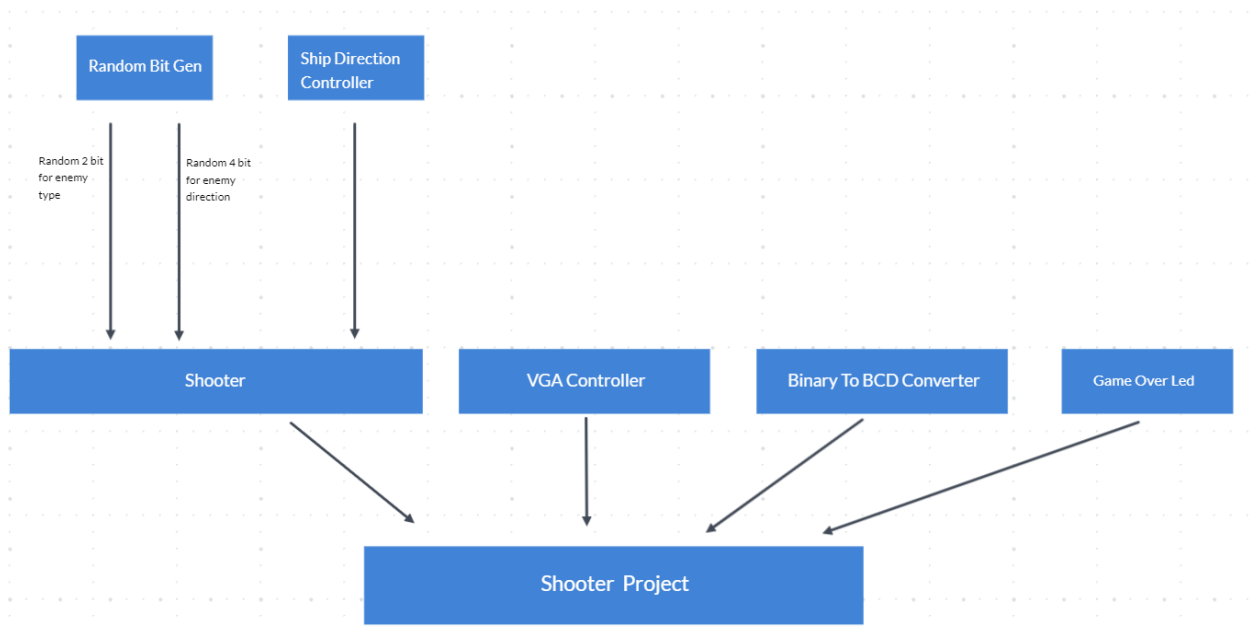 Random Bit Gen
Ship Direction
Controller
Random 2 bit
for enemy
type
Random 4 bit
for enemy
direction
Shooter
VGA Controller
Binary To BCD Converter
Game Over Led
Shooter Project